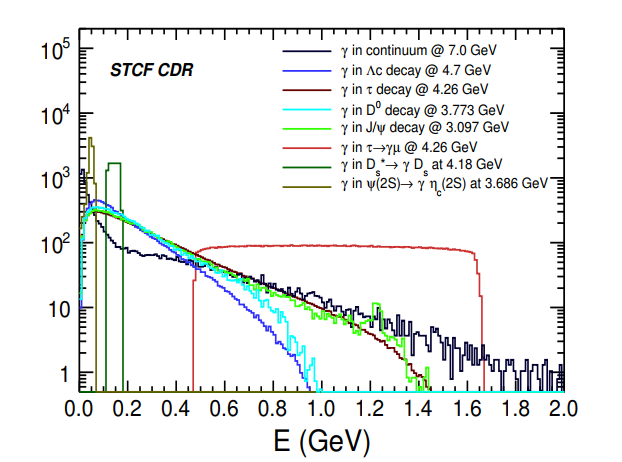 STCF CDR
γ in continuum @ 7.0 GeV
γ in Λc decay @ 4.7 GeV
γ in τ decay @ 4.26 GeV
γ in D⁰ decay @ 3.773 GeV
γ in J/ψ decay @ 3.097 GeV
γ in τ→γμ @ 4.26 GeV
γ in Dₛ*→ γ Dₛ at 4.18 GeV
γ in ψ(2S)→ γ η_c(2S) at 3.686 GeV
10⁵
10⁴
10³
10²
10
1
0.0 0.2 0.4 0.6 0.8 1.0 1.2 1.4 1.6 1.8 2.0
E (GeV)